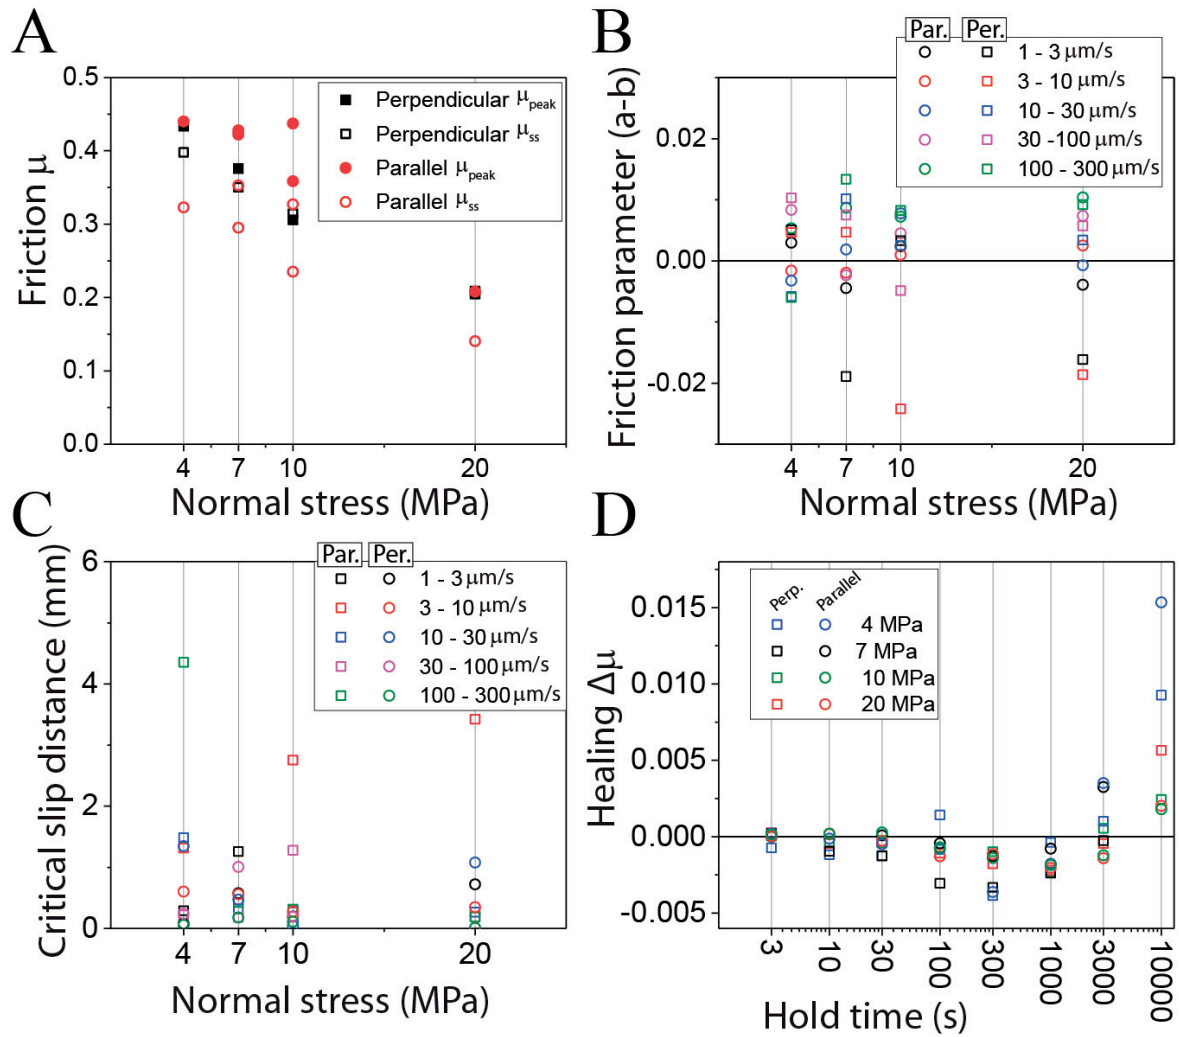 A
Friction μ
0.5
0.4
0.3
0.2
0.1
0.0
Perpendicular μpeak
Perpendicular μss
Parallel μpeak
Parallel μss
4 7 10 20
Normal stress (MPa)
B
Friction parameter (a-b)
0.02
0.00
-0.02
Par. Per.
1 - 3 μm/s
3 - 10 μm/s
10 - 30 μm/s
30 -100 μm/s
100 - 300 μm/s
4 7 10 20
Normal stress (MPa)
C
Critical slip distance (mm)
6
4
2
0
Par. Per.
1 - 3 μm/s
3 - 10 μm/s
10 - 30 μm/s
30 - 100 μm/s
100 - 300 μm/s
4 7 10 20
Normal stress (MPa)
D
Healing Δμ
0.015
0.010
0.005
0.000
-0.005
Perp. Parallel
4 MPa
7 MPa
10 MPa
20 MPa
3 10 30 100 300 1000 3000 10000
Hold time (s)